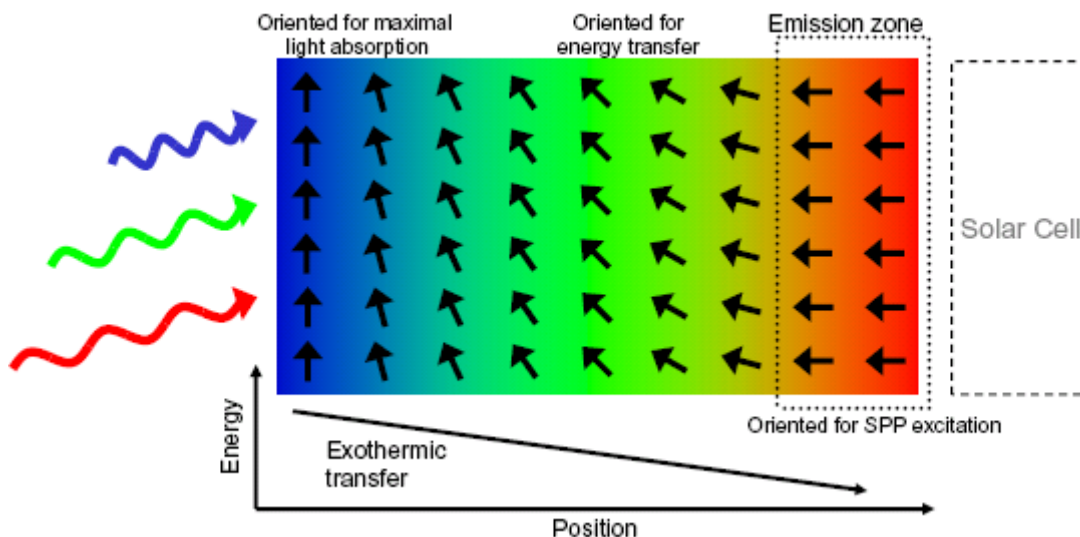 Oriented for maximal
light absorption
Oriented for
energy transfer
Emission zone
Solar Cell
Oriented for SPP excitation
Energy
Exothermic
transfer
Position